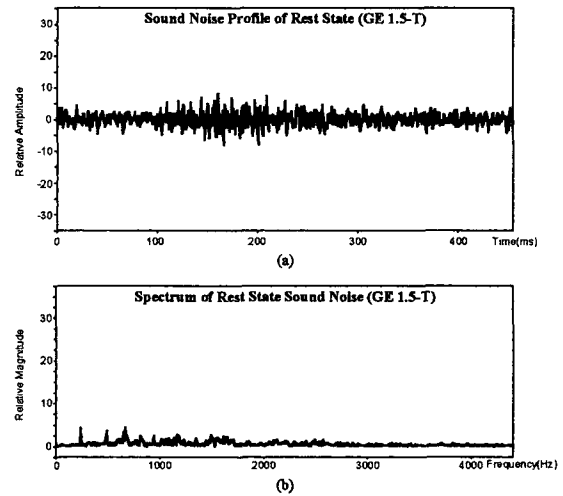 Sound Noise Profile of Rest State (GE 1.5-T)
30
20
10
0
-10
-20
-30
Relative Amplitude
0 100 200 300 400 Time(ms)
(a)
Spectrum of Rest State Sound Noise (GE 1.5-T)
30
20
10
0
Relative Magnitude
0 1000 2000 3000 4000 Frequency(Hz)
(b)